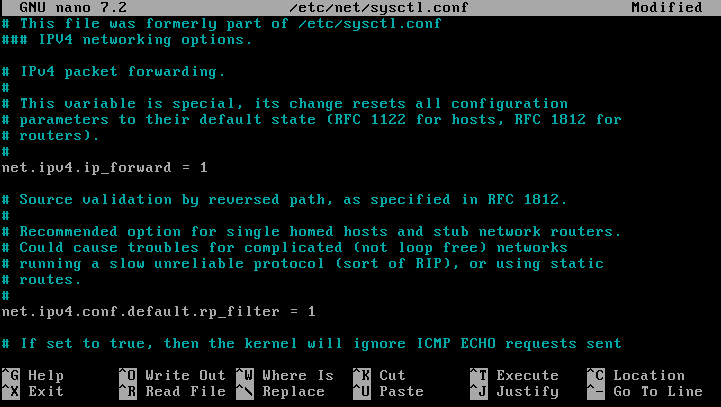 GNU nano 7.2 /etc/net/sysctl.conf Modified
# This file was formerly part of /etc/sysctl.conf
### IPV4 networking options.
# IPv4 packet forwarding.
#
# This variable is special, its change resets all configuration
# parameters to their default state (RFC 1122 for hosts, RFC 1812 for
# routers).
#
net.ipv4.ip_forward = 1
# Source validation by reversed path, as specified in RFC 1812.
#
# Recommended option for single homed hosts and stub network routers.
# Could cause troubles for complicated (not loop free) networks
# running a slow unreliable protocol (sort of RIP), or using static
# routes.
#
net.ipv4.conf.default.rp_filter = 1
# If set to true, then the kernel will ignore ICMP ECHO requests sent
^G Help ^O Write Out ^W Where Is ^K Cut ^T Execute ^C Location
^X Exit ^R Read File ^\ Replace ^U Paste ^J Justify ^- Go To Line